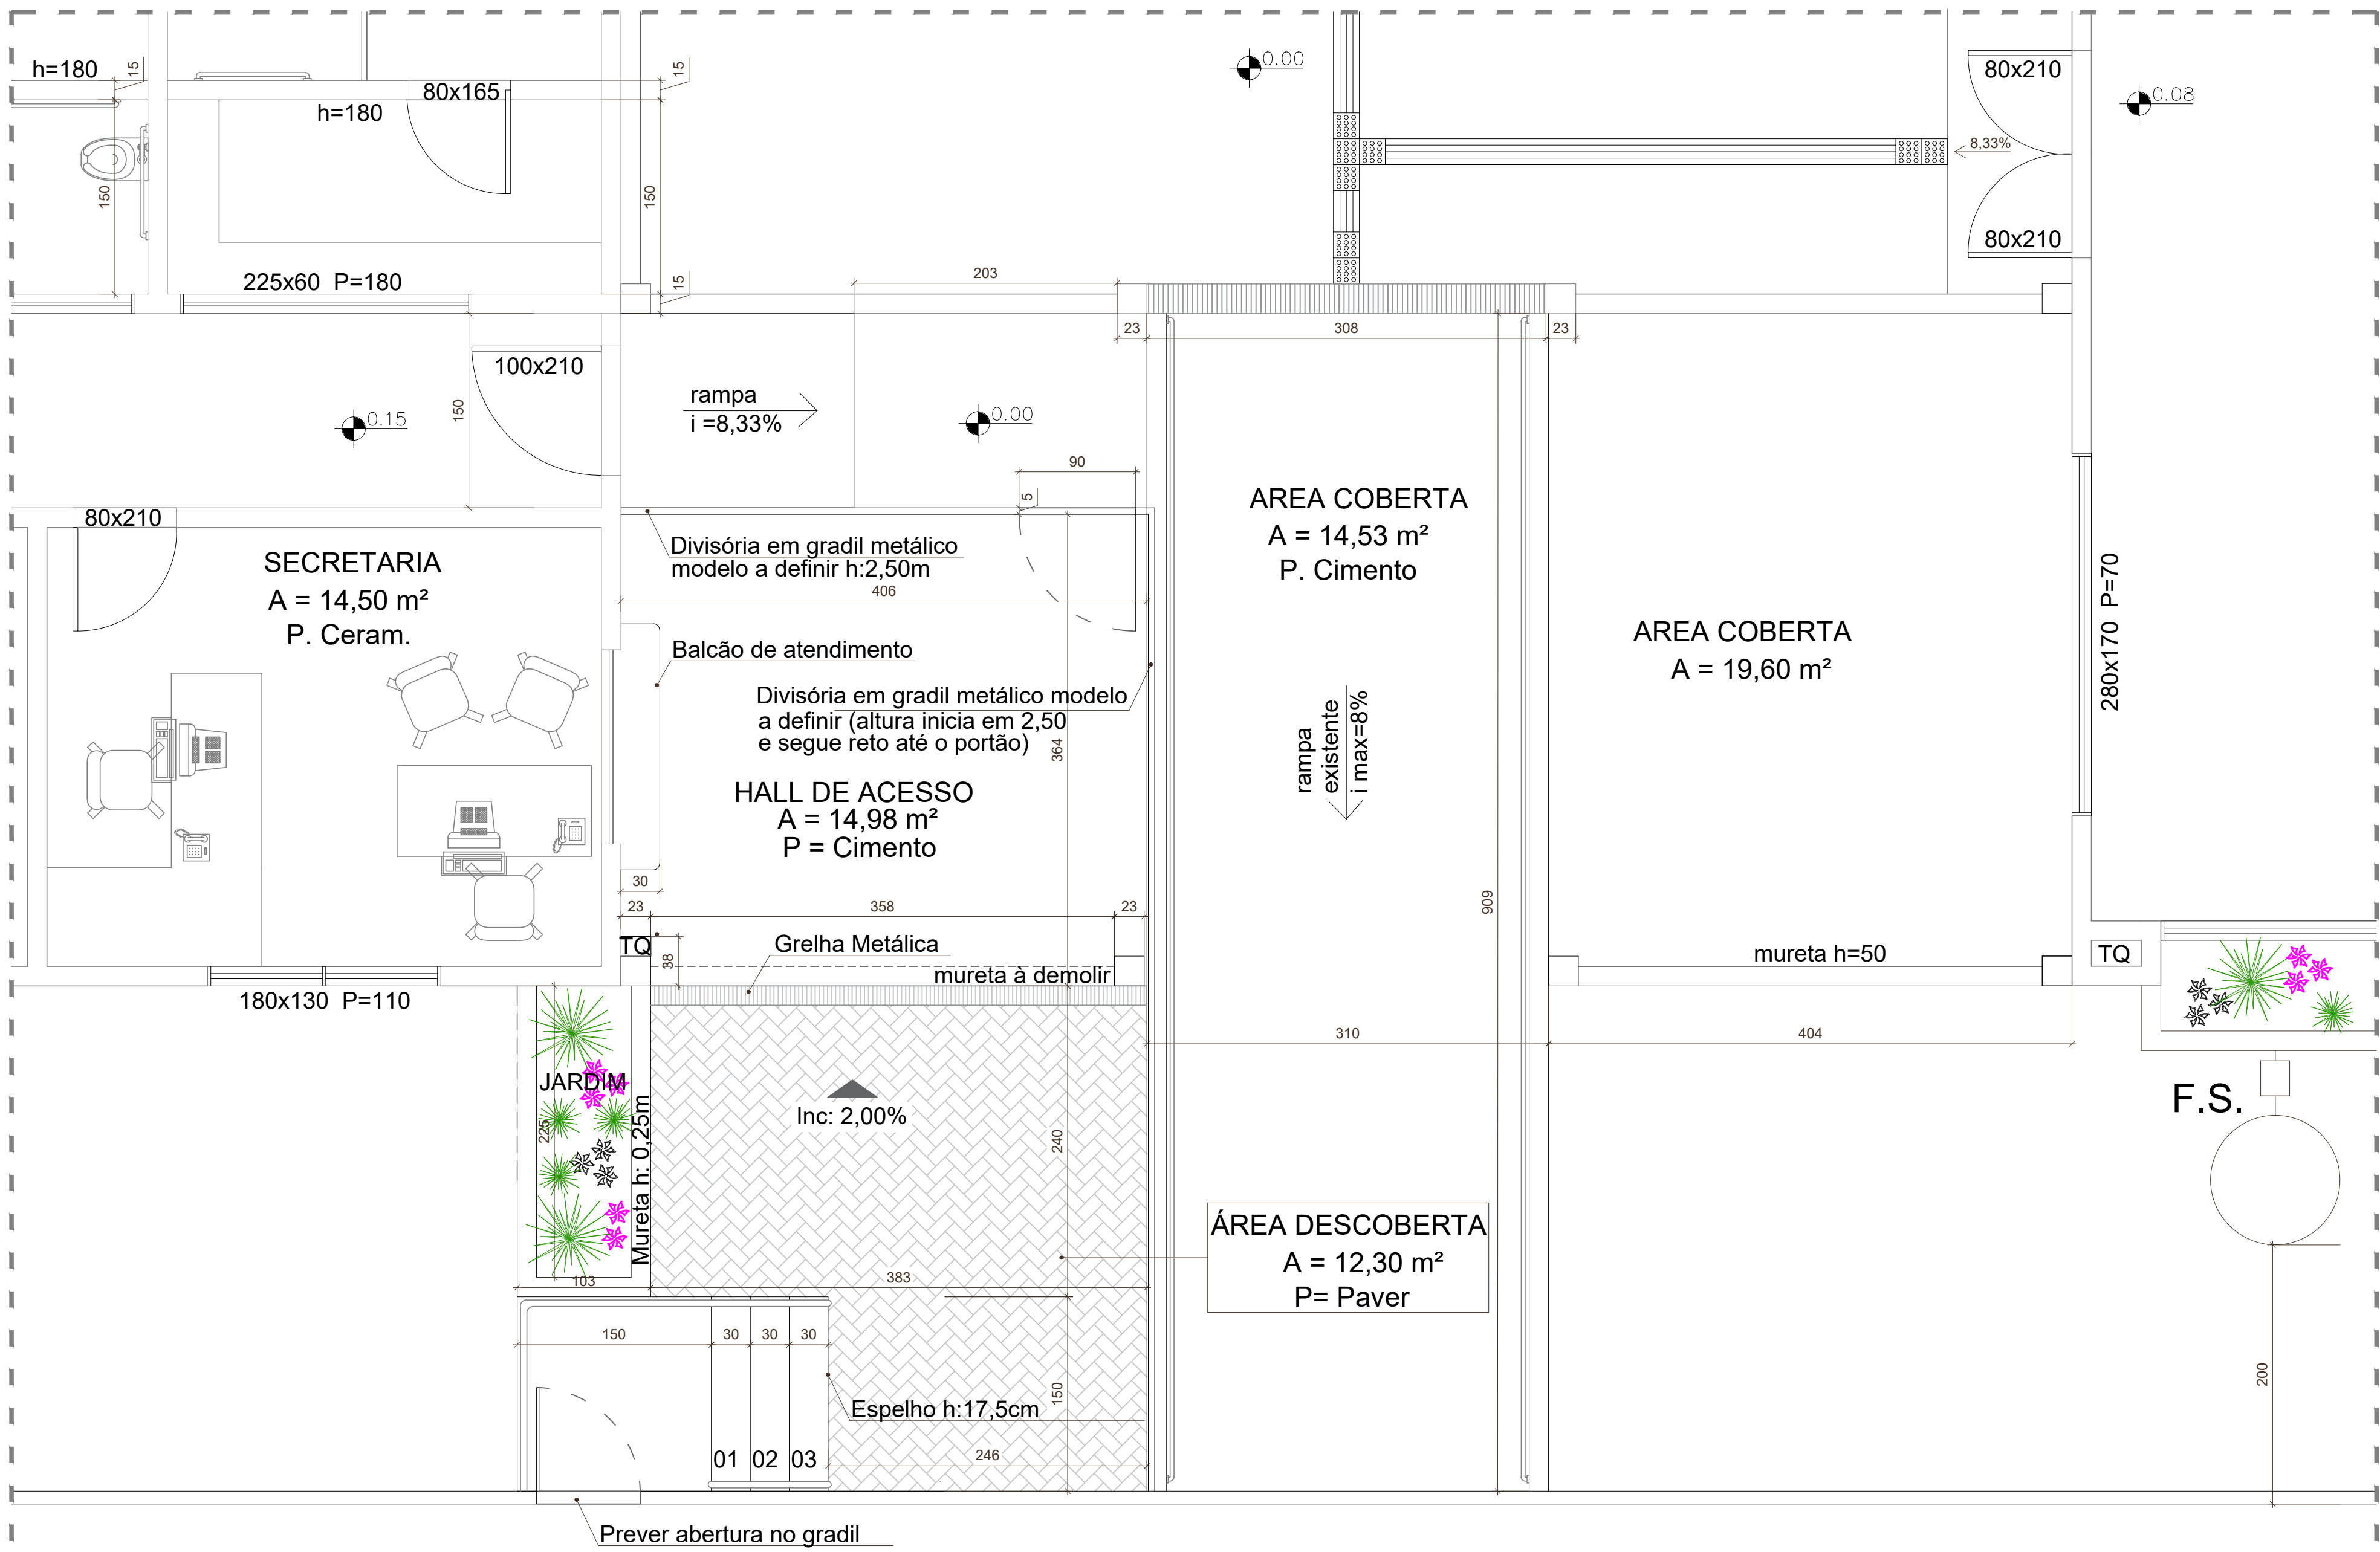 h=180
15
80x165
15
0.00
80x210
0.08
h=180
8,33%
150
150
80x210
225x60  P=180
15
203
23
308
23
100x210
rampa
i =8,33%
0.15
150
0.00
90
5
80x210
AREA COBERTA
A = 14,53 m²
P. Cimento
SECRETARIA
A = 14,50 m²
P. Ceram.
Divisória em gradil metálico
modelo a definir h:2,50m
406
Balcão de atendimento
Divisória em gradil metálico modelo
a definir (altura inicia em 2,50
e segue reto até o portão)
364
AREA COBERTA
A = 19,60 m²
280x170  P=70
rampa
existente
i max=8%
HALL DE ACESSO
A = 14,98 m²
P = Cimento
30
23
358
23
909
TQ
38
Grelha Metálica
mureta à demolir
mureta h=50
TQ
180x130  P=110
310
404
JARDIM
225
Mureta h: 0,25m
Inc: 2,00%
240
F.S.
ÁREA DESCOBERTA
A = 12,30 m²
P= Paver
103
383
150
30
30
30
150
200
Espelho h:17,5cm
01
02
03
246
Prever abertura no gradil